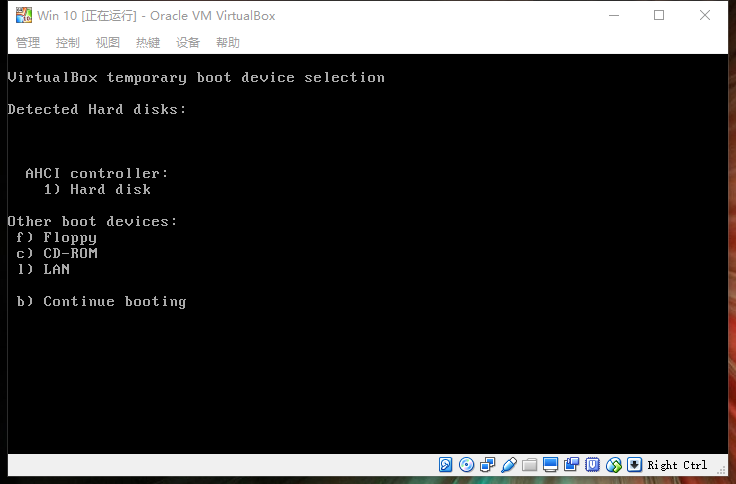 Win 10 [正在运行] - Oracle VM VirtualBox
管理 控制 视图 热键 设备 帮助
VirtualBox temporary boot device selection
Detected Hard disks:
AHCI controller:
1) Hard disk
Other boot devices:
f) Floppy
c) CD-ROM
l) LAN
b) Continue booting
Right Ctrl